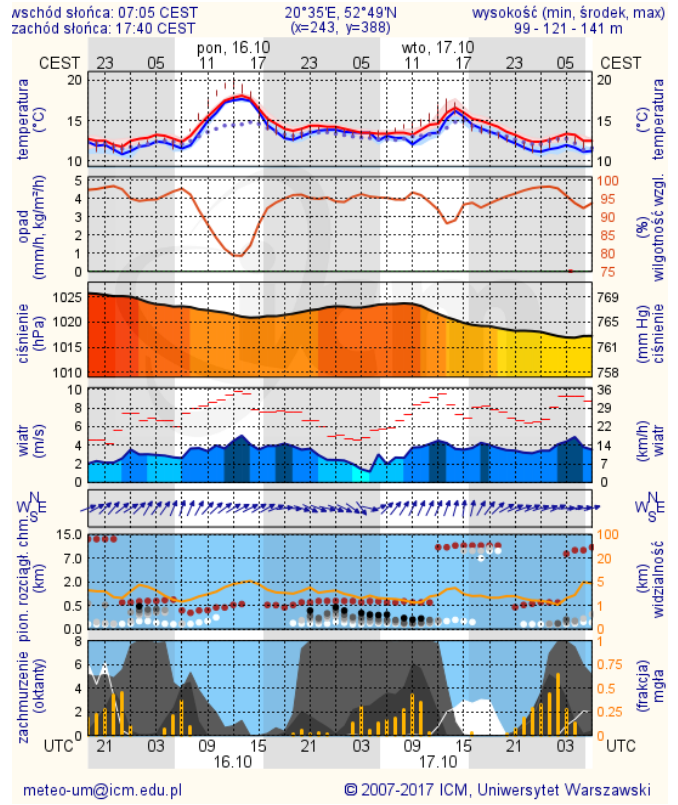 wschód słońca: 07:05 CEST 20°35'E, 52°49'N wysokość (min, środek, max)
zachód słońca: 17:40 CEST (x=243, y=388) 99 - 121 - 141 m
pon, 16.10 wto, 17.10
CEST 23 05 11 17 23 05 11 17 23 05 CEST
temperatura (°C) 20 15 10 20 15 10 temperatura (°C)
opad (mm/h, kg/m²/h) 5 4 3 2 1 0 100 95 90 85 80 75 (%) wilgotność wzgl.
ciśnienie (hPa) 1025 1020 1015 1010 769 765 761 758 (mm Hg) ciśnienie
wiatr (m/s) 10 8 6 4 2 0 36 29 22 14 7 0 (km/h) wiatr
N
W E
S
N
W E
S
pion. rozciągł. chm. (km) 15.0 7.0 2.0 0.5 0.0 100 20 5 1 0 (km) widzialność
zachmurzenie (oktanty) 8 6 4 2 0 1 0.75 0.5 0.25 0 (frakcja) mgła
UTC 21 03 09 15 21 03 09 15 21 03 UTC
16.10 17.10
meteo-um@icm.edu.pl © 2007-2017 ICM, Uniwersytet Warszawski